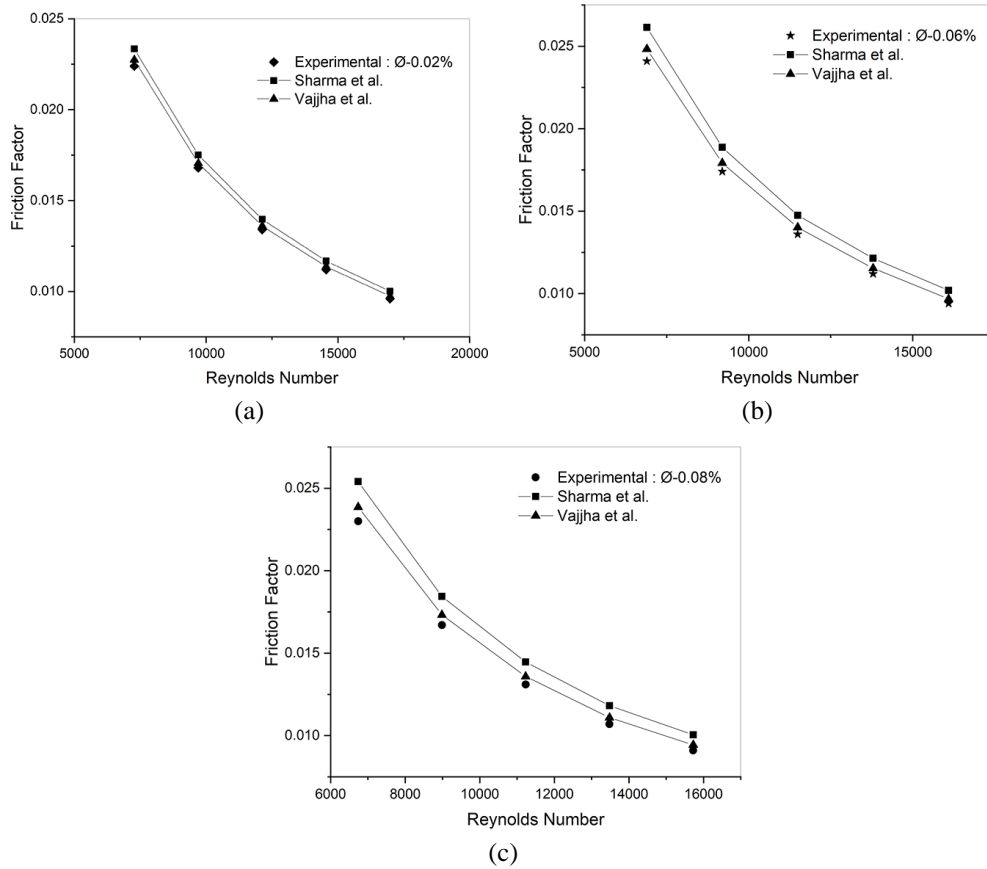 0.025
0.020
0.015
0.010
Friction Factor
5000 10000 15000 20000
Reynolds Number
Experimental : Ø-0.02%
Sharma et al.
Vajjha et al.
(a)
0.025
0.020
0.015
0.010
Friction Factor
5000 10000 15000
Reynolds Number
Experimental : Ø-0.06%
Sharma et al.
Vajjha et al.
(b)
0.025
0.020
0.015
0.010
Friction Factor
6000 8000 10000 12000 14000 16000
Reynolds Number
Experimental : Ø-0.08%
Sharma et al.
Vajjha et al.
(c)